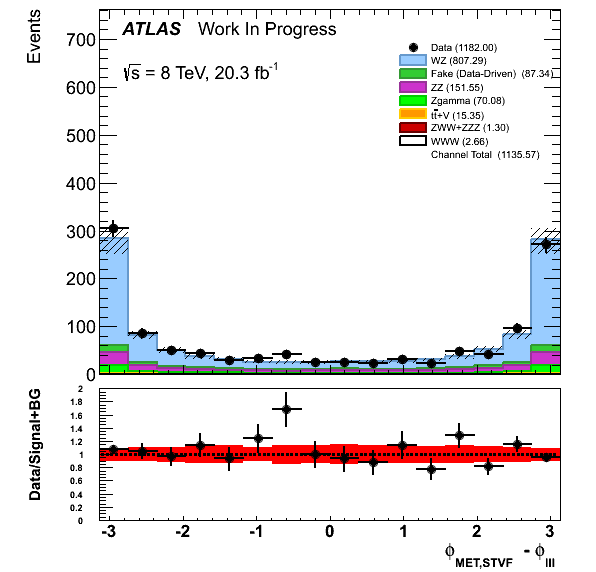 Events
ATLAS Work In Progress
√s = 8 TeV, 20.3 fb⁻¹
Data (1182.00)
WZ (807.29)
Fake (Data-Driven) (87.34)
ZZ (151.55)
Zgamma (70.08)
tt̄+V (15.35)
ZWW+ZZZ (1.30)
WWW (2.66)
Channel Total (1135.57)
700
600
500
400
300
200
100
0
Data/Signal+BG
2
1.8
1.6
1.4
1.2
1
0.8
0.6
0.4
0.2
0
-3 -2 -1 0 1 2 3
ϕMET,STVF - ϕlll